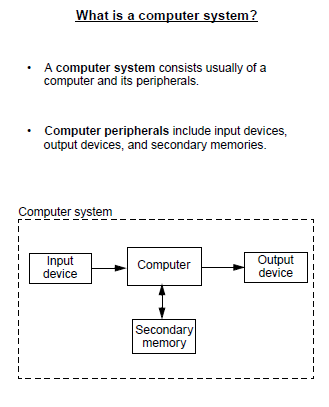 What is a computer system?
• A computer system consists usually of a
computer and its peripherals.
• Computer peripherals include input devices,
output devices, and secondary memories.
Computer system
Input
device
Computer
Output
device
Secondary
memory